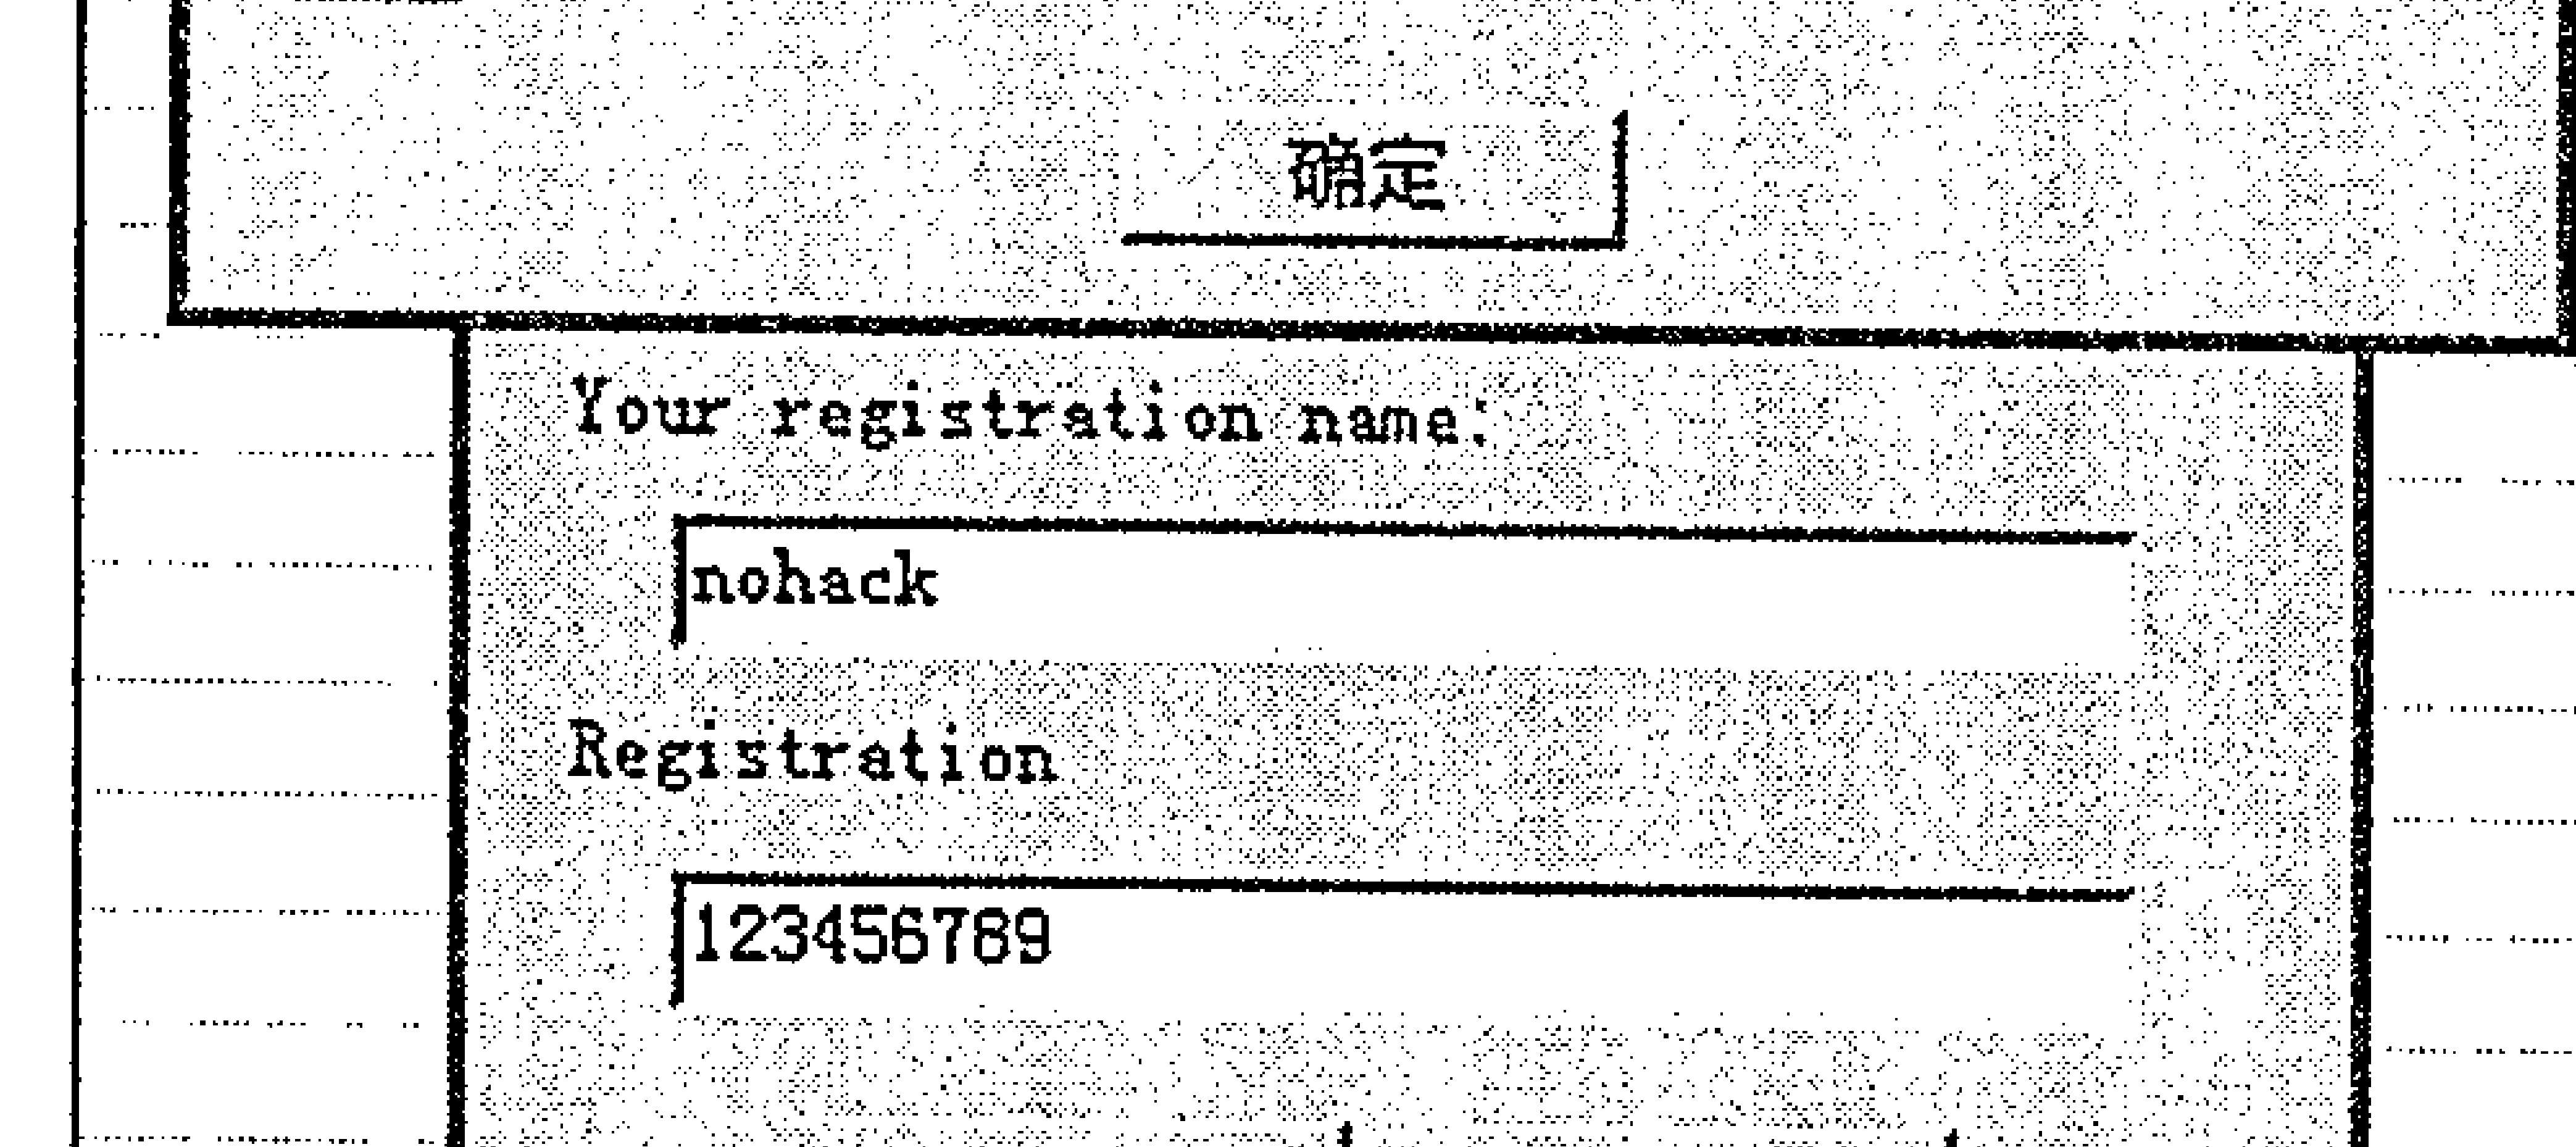 确定
Your registration name:
nohack
Registration
123456789